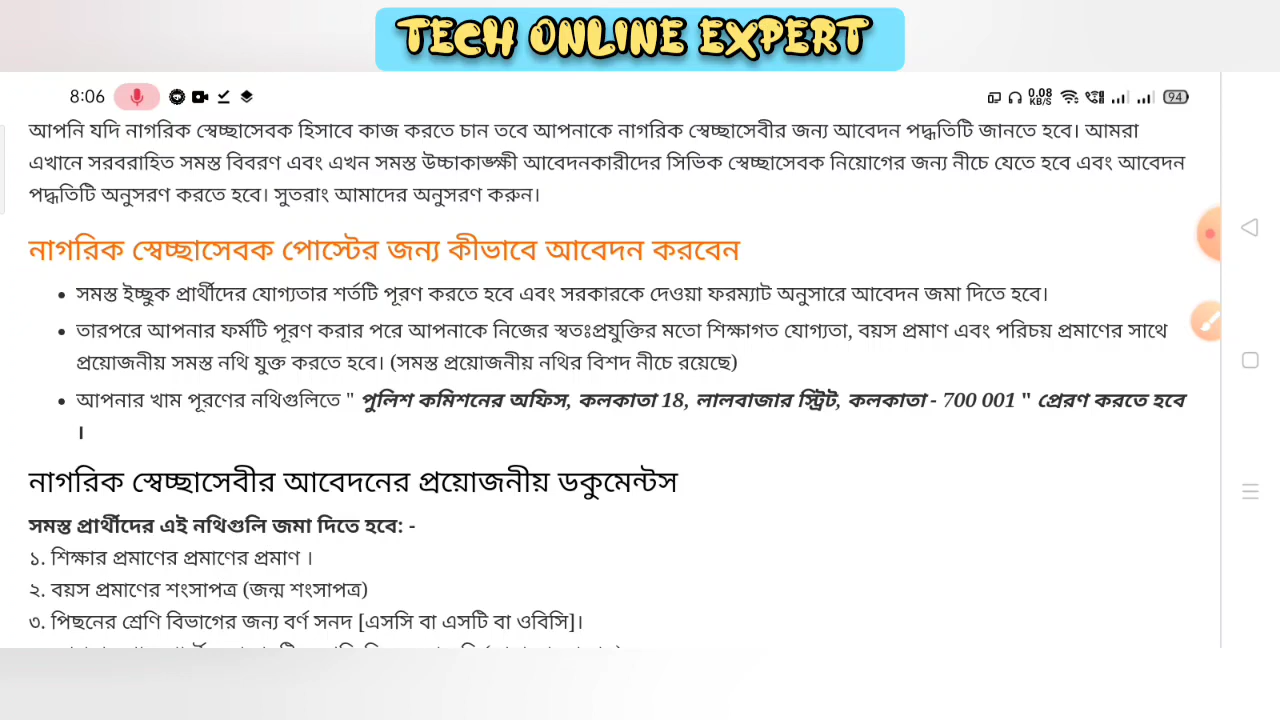 TECH ONLINE EXPERT
8:06
0.08
KB/S
94
আপনি যদি নাগরিক স্বেচ্ছাসেবক হিসাবে কাজ করতে চান তবে আপনাকে নাগরিক স্বেচ্ছাসেবীর জন্য আবেদন পদ্ধতিটি জানতে হবে। আমরা
এখানে সরবরাহিত সমস্ত বিবরণ এবং এখন সমস্ত উচ্চাকাঙ্ক্ষী আবেদনকারীদের সিভিক স্বেচ্ছাসেবক নিয়োগের জন্য নীচে যেতে হবে এবং আবেদন
পদ্ধতিটি অনুসরণ করতে হবে। সুতরাং আমাদের অনুসরণ করুন।
নাগরিক স্বেচ্ছাসেবক পোস্টের জন্য কীভাবে আবেদন করবেন
• সমস্ত ইচ্ছুক প্রার্থীদের যোগ্যতার শর্তটি পূরণ করতে হবে এবং সরকারকে দেওয়া ফরম্যাট অনুসারে আবেদন জমা দিতে হবে।
• তারপরে আপনার ফর্মটি পূরণ করার পরে আপনাকে নিজের স্বতঃপ্রযুক্তির মতো শিক্ষাগত যোগ্যতা, বয়স প্রমাণ এবং পরিচয় প্রমাণের সাথে
প্রয়োজনীয় সমস্ত নথি যুক্ত করতে হবে। (সমস্ত প্রয়োজনীয় নথির বিশদ নীচে রয়েছে)
• আপনার খাম পূরণের নথিগুলিতে " পুলিশ কমিশনের অফিস, কলকাতা 18, লালবাজার স্ট্রিট, কলকাতা - 700 001 " প্রেরণ করতে হবে
।
নাগরিক স্বেচ্ছাসেবীর আবেদনের প্রয়োজনীয় ডকুমেন্টস
সমস্ত প্রার্থীদের এই নথিগুলি জমা দিতে হবে: -
১. শিক্ষার প্রমাণের প্রমাণের প্রমাণ ।
২. বয়স প্রমাণের শংসাপত্র (জন্ম শংসাপত্র)
৩. পিছনের শ্রেণি বিভাগের জন্য বর্ণ সনদ [এসসি বা এসটি বা ওবিসি]।